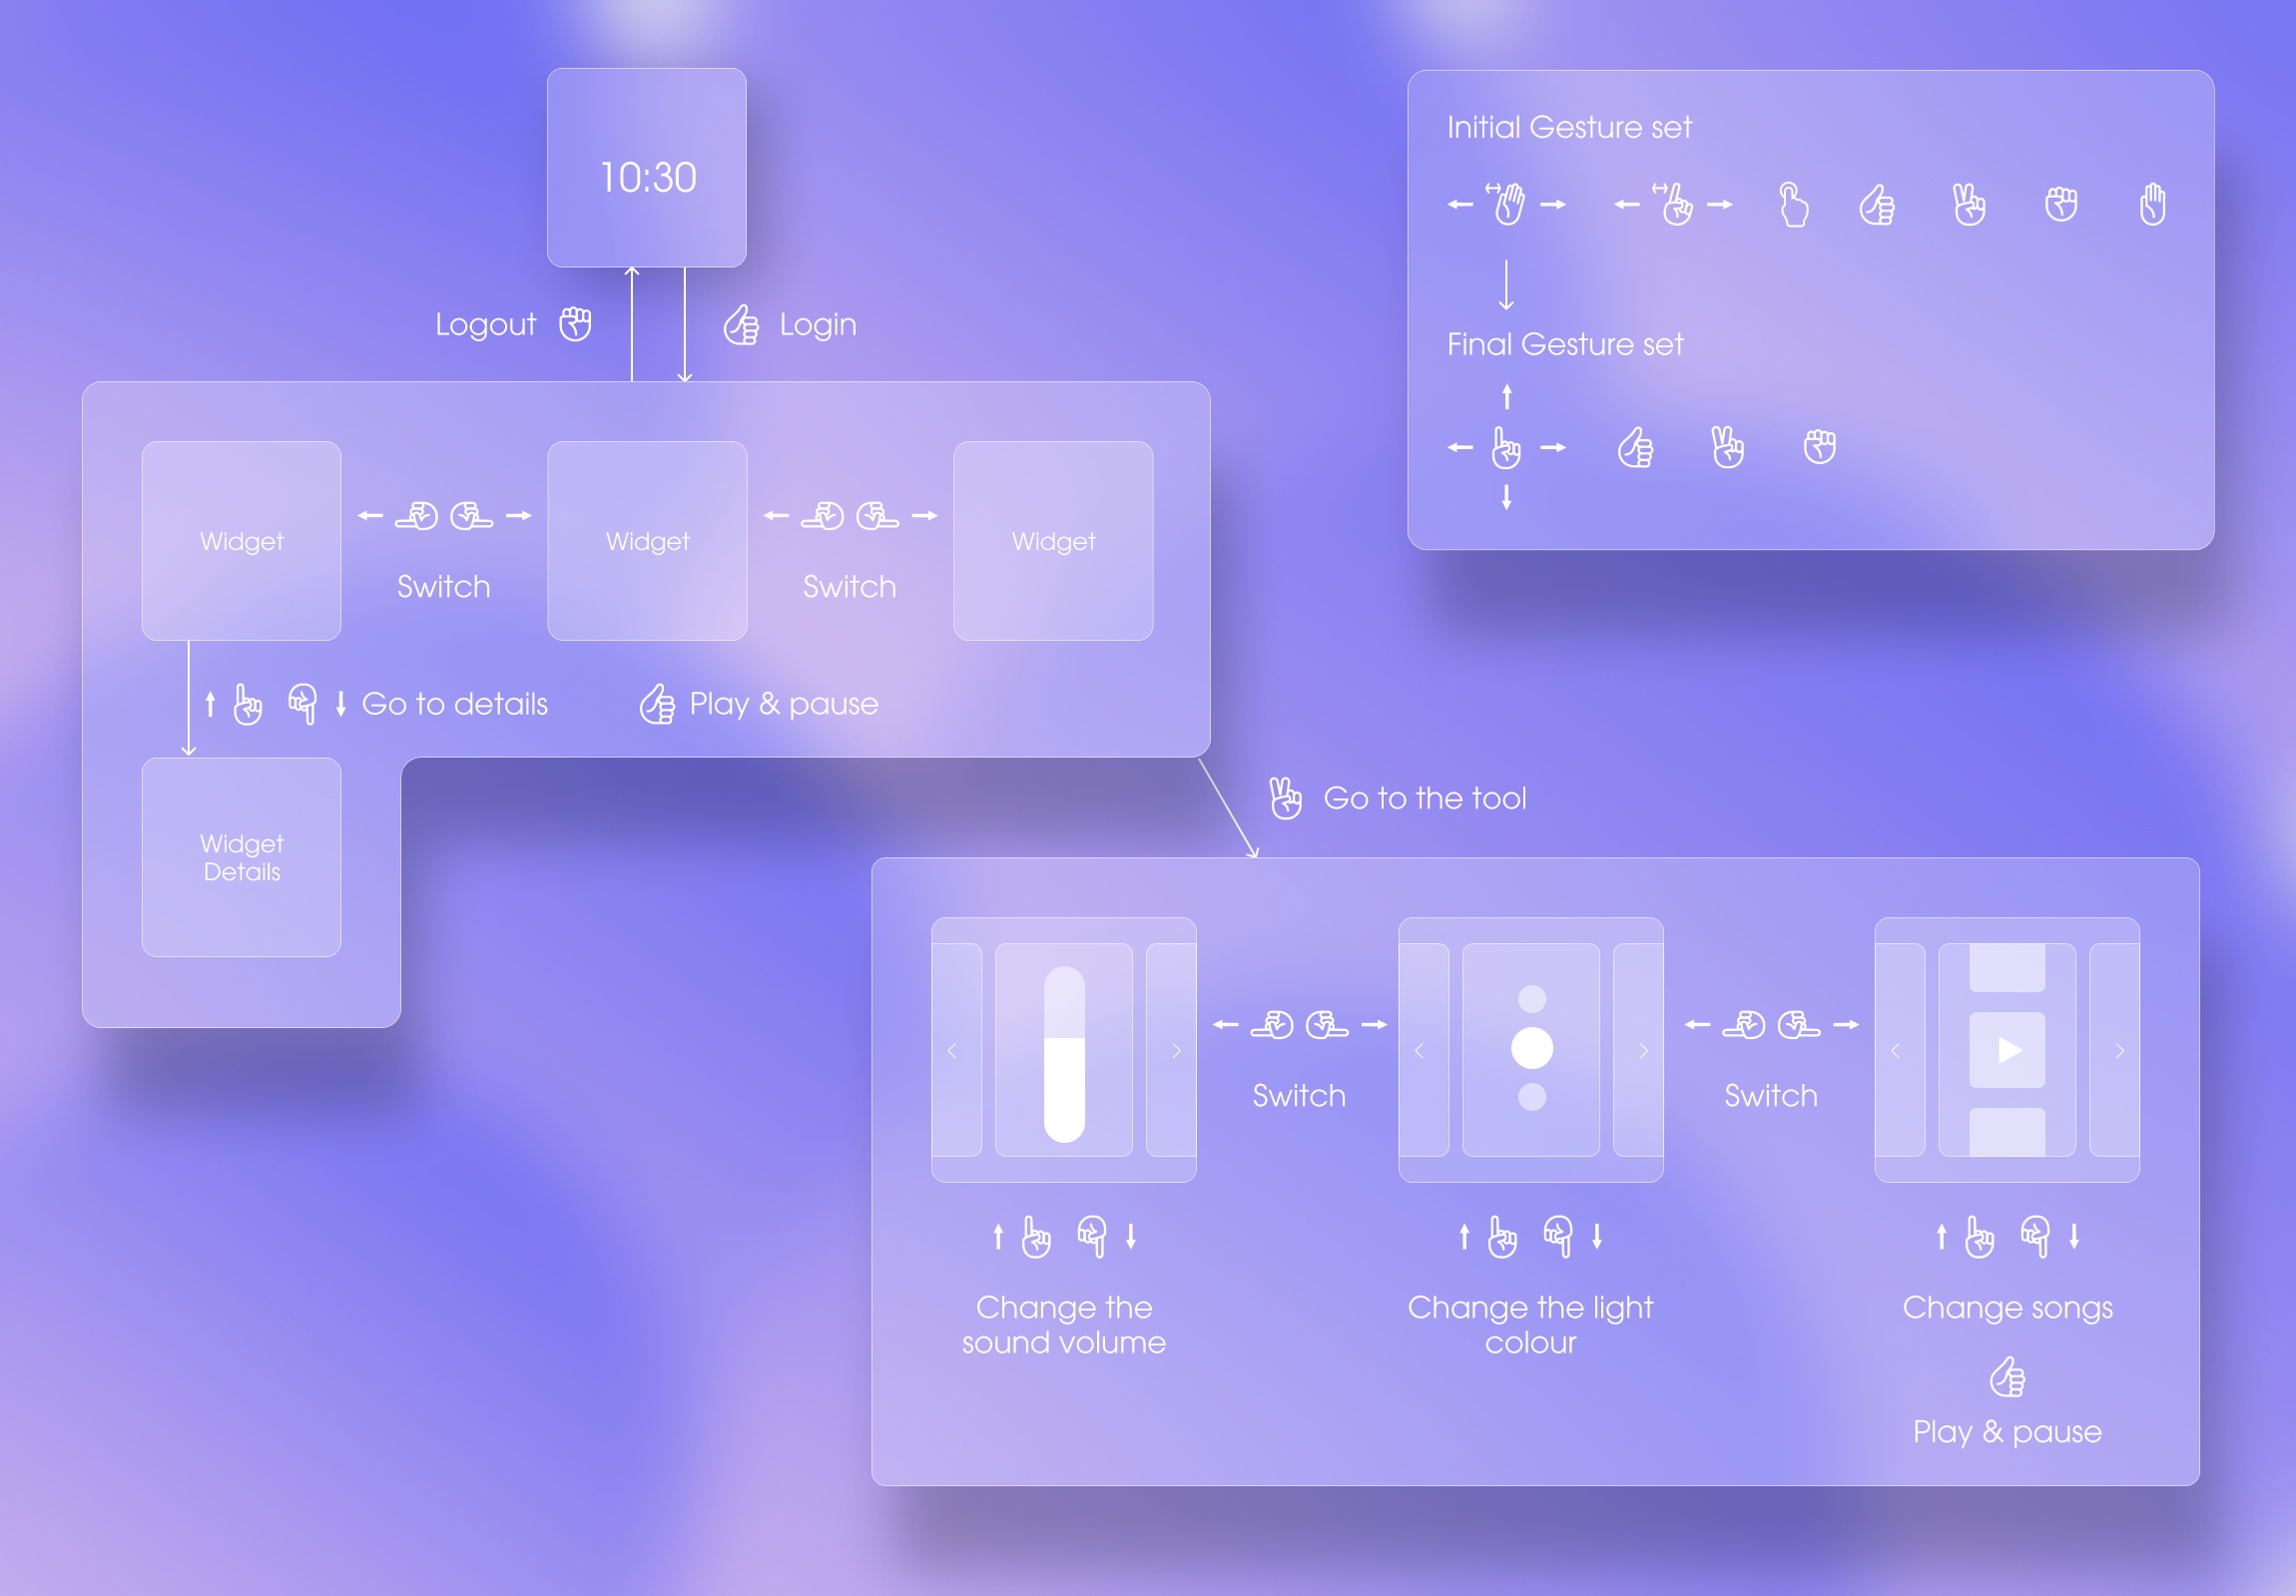 10:30
Logout
Login
Widget
Switch
Widget
Switch
Widget
Go to details
Play & pause
Widget
Details
Initial Gesture set
Final Gesture set
Go to the tool
Switch
Switch
Change the
sound volume
Change the light
colour
Change songs
Play & pause